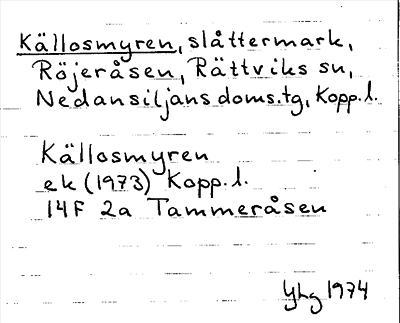 Källosmyren, slåttermark,
Röjeråsen, Rättviks sn,
Nedansiljans doms.tg, Kopp.l.
Källosmyren
ek (1973) Kopp.l.
14F 2a Tammeråsen
Yhg 1974